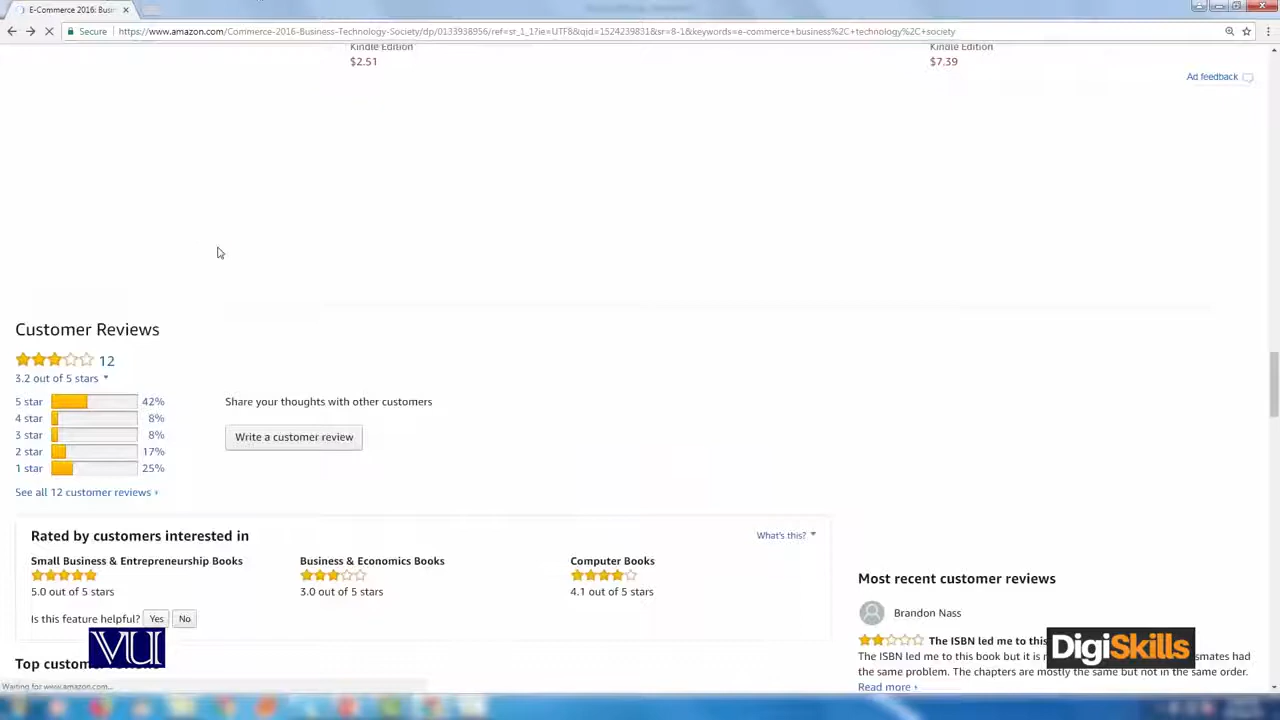 E-Commerce 2016: Busi
Secure https://www.amazon.com/Commerce-2016-Business-Technology-Society/dp/0133938956/ref=sr_1_1?ie=UTF8&qid=1524239831&sr=8-1&keywords=e-commerce+business%2C+technology%2C+society
Kindle Edition
$2.51
Kindle Edition
$7.39
Ad feedback
Customer Reviews
12
3.2 out of 5 stars
5 star 42%
4 star 8%
3 star 8%
2 star 17%
1 star 25%
Share your thoughts with other customers
Write a customer review
See all 12 customer reviews
Rated by customers interested in
What's this?
Small Business & Entrepreneurship Books
5.0 out of 5 stars
Business & Economics Books
3.0 out of 5 stars
Computer Books
4.1 out of 5 stars
Is this feature helpful? Yes No
Most recent customer reviews
Brandon Nass
The ISBN led me to this
The ISBN led me to this book but it is
mates had
the same problem. The chapters are mostly the same but not in the same order.
Read more
Top
VU
DigiSkills
Waiting for www.amazon.com...